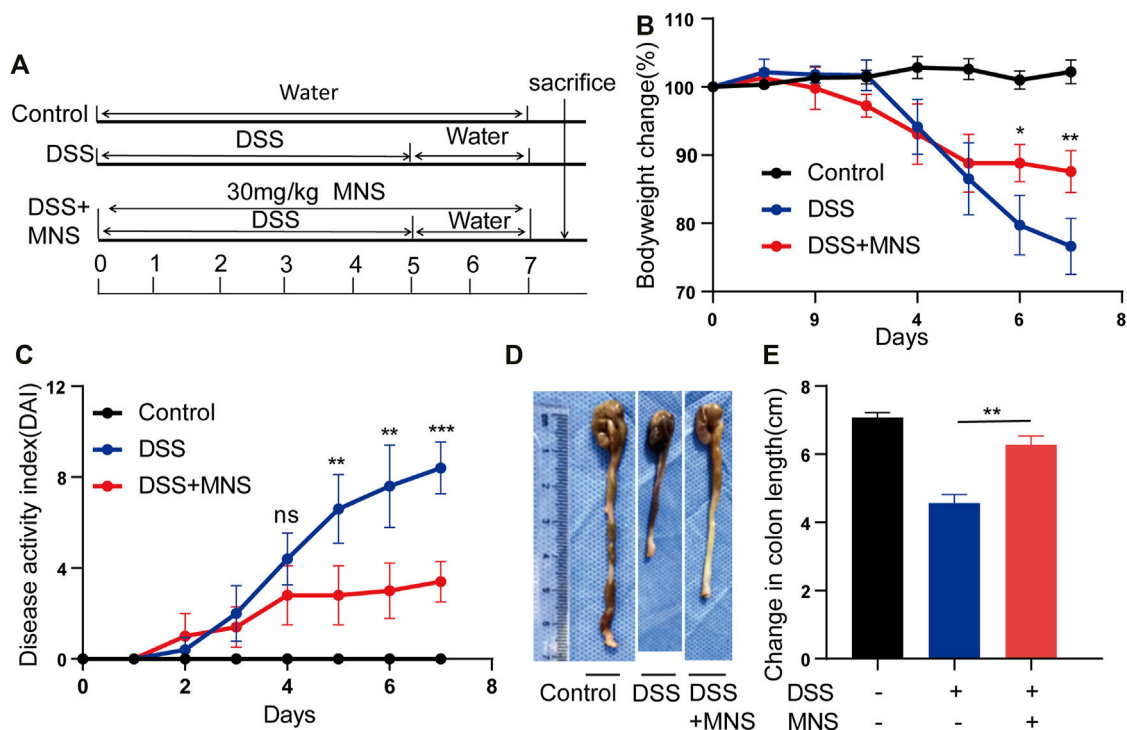 A
sacrifice
Water
Control
DSS
DSS
Water
30mg/kg MNS
DSS+
MNS
DSS
Water
0 1 2 3 4 5 6 7
B
Bodyweight change(%)
110
100
90
80
70
Control
DSS
DSS+MNS
*
**
0 9 4 6 8
Days
C
Disease activity index(DAI)
12
8
4
0
Control
DSS
DSS+MNS
ns
**
**
***
0 2 4 6 8
Days
D
Control DSS DSS
+MNS
E
Change in colon length(cm)
8
6
4
2
0
**
DSS - + +
MNS - - +